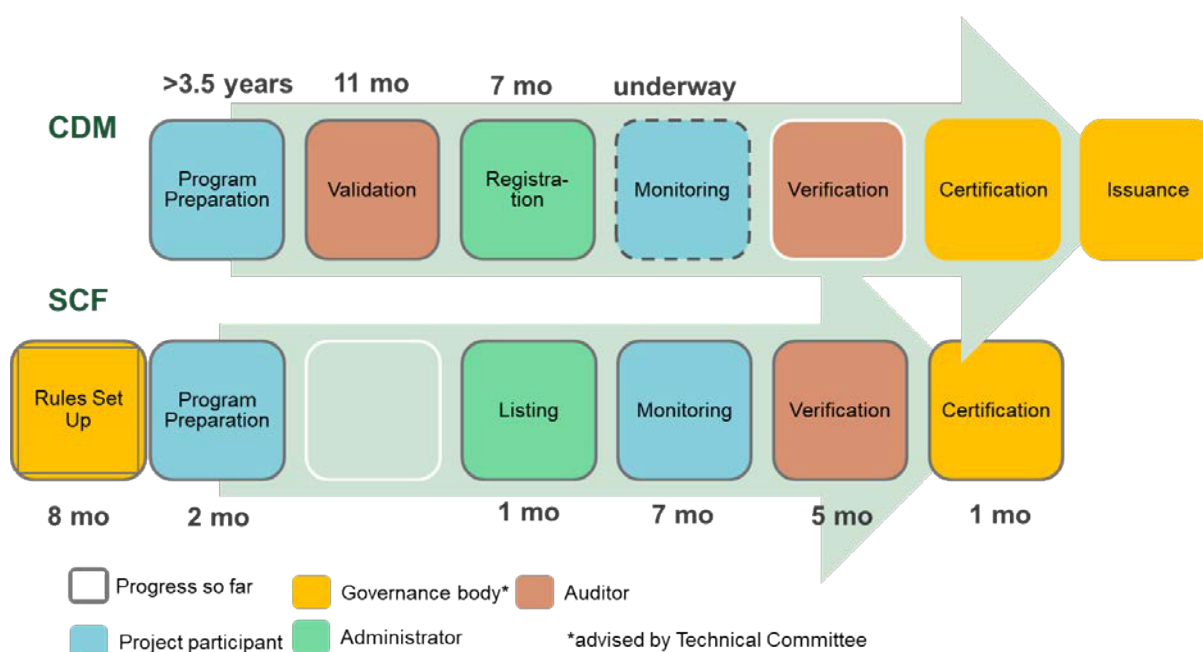 >3.5 years 11 mo 7 mo underway
CDM
Program
Preparation
Validation
Registra-
tion
Monitoring
Verification
Certification
Issuance
SCF
Rules Set
Up
Program
Preparation
Listing
Monitoring
Verification
Certification
8 mo 2 mo 1 mo 7 mo 5 mo 1 mo
Progress so far
Governance body*
Auditor
Project participant
Administrator
*advised by Technical Committee